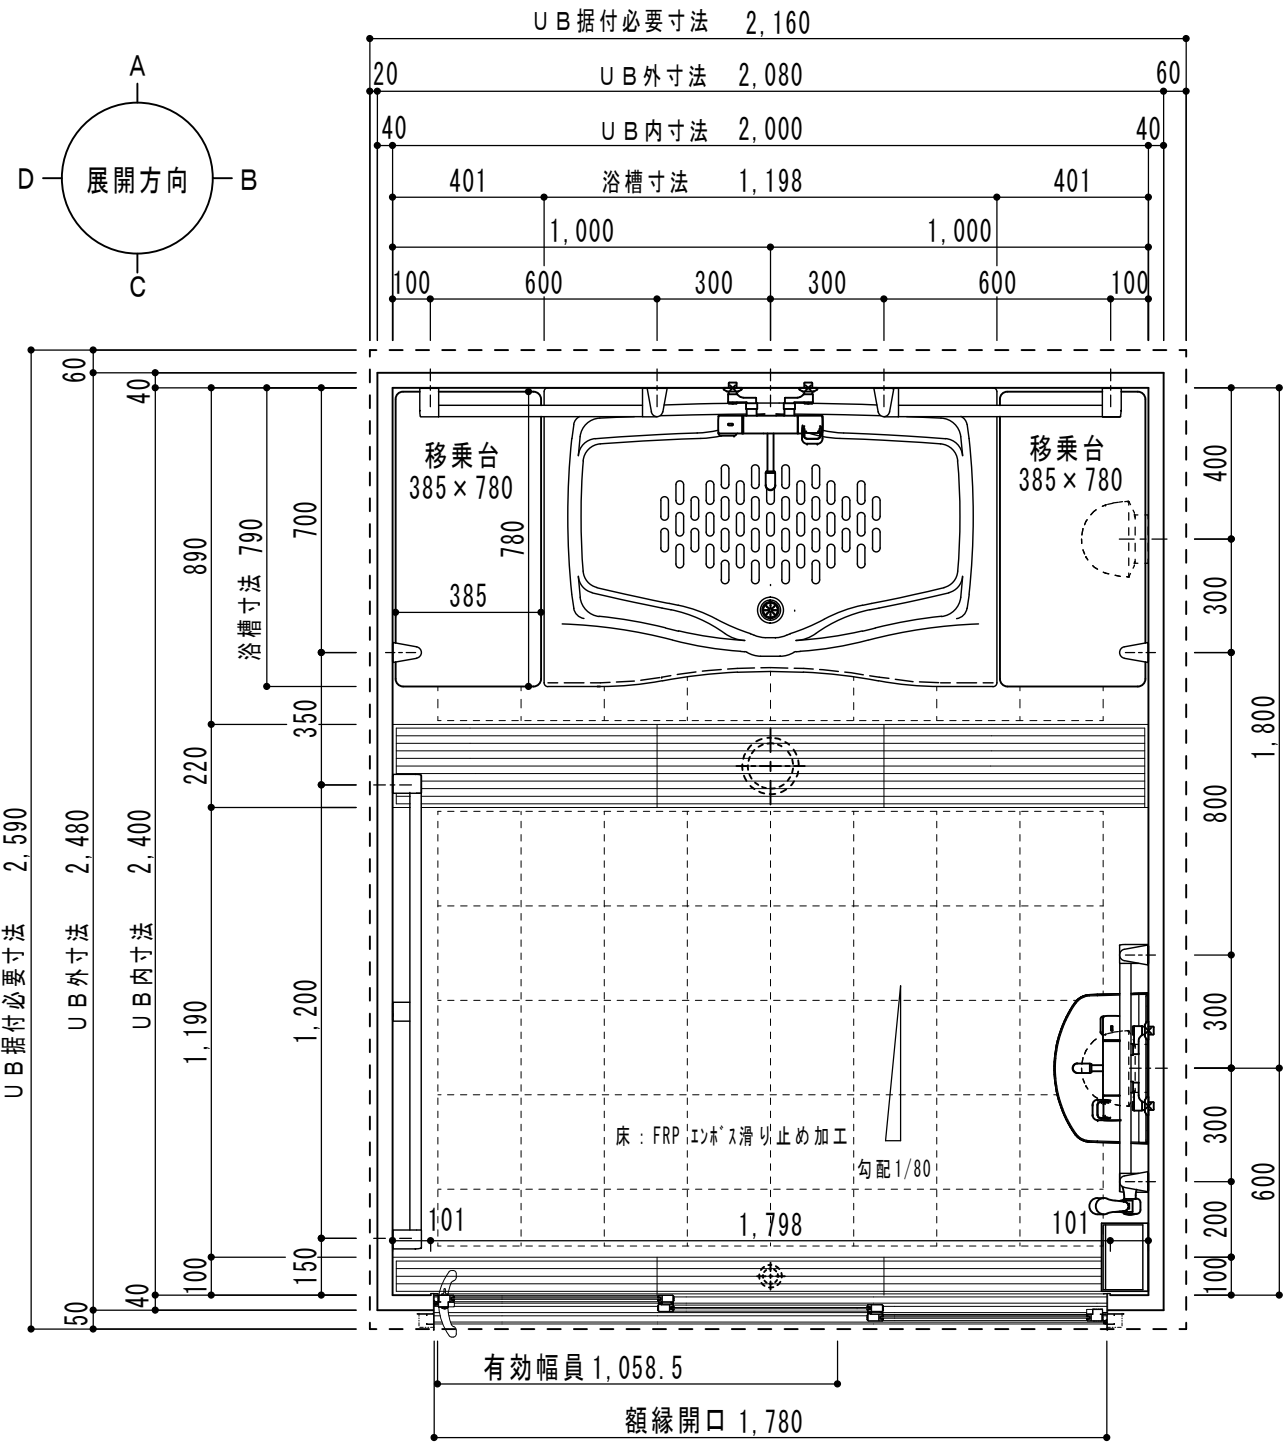 UB据付必要寸法 2,160
20 UB外寸法 2,080 60
40 UB内寸法 2,000 40
401 浴槽寸法 1,198 401
1,000 1,000
100 600 300 300 600 100
A
D 展開方向 B
C
UB据付必要寸法 2,590
60 UB外寸法 2,480 50
40 UB内寸法 2,400 40
890 220 1,190 100
浴槽寸法 790
700 350 1,200 150
移乗台
385×780
780
385
移乗台
385×780
400 300 800 300 300 200 100
1,800 600
床：FRP ｴﾝﾎﾞｽ滑り止め加工
勾配1/80
101 1,798 101
有効幅員1,058.5
額縁開口 1,780